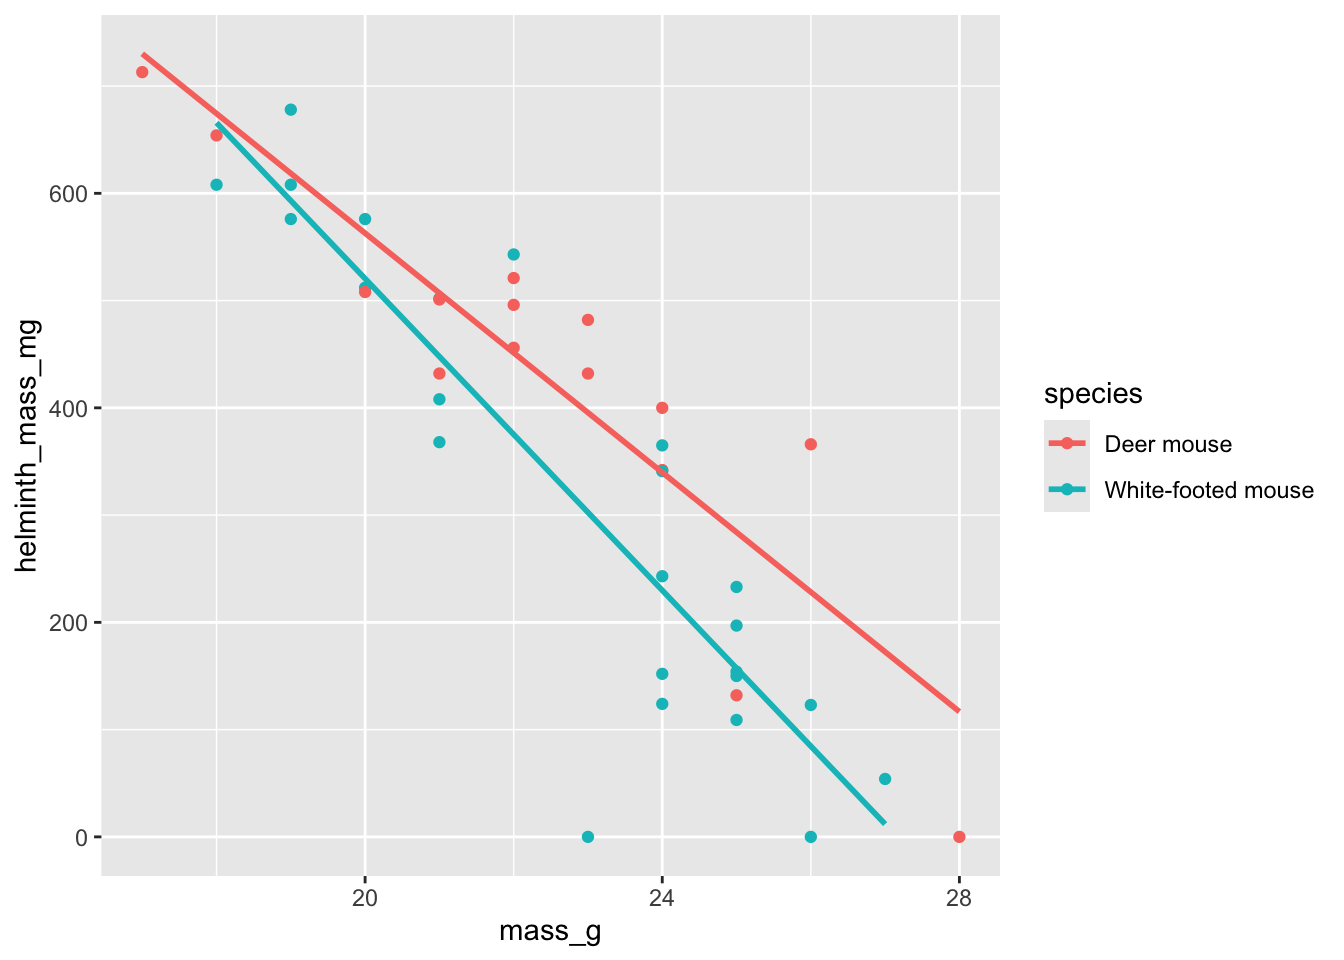 helminth_mass_mg
600
400
200
0
20
24
28
mass_g
species
Deer mouse
White-footed mouse